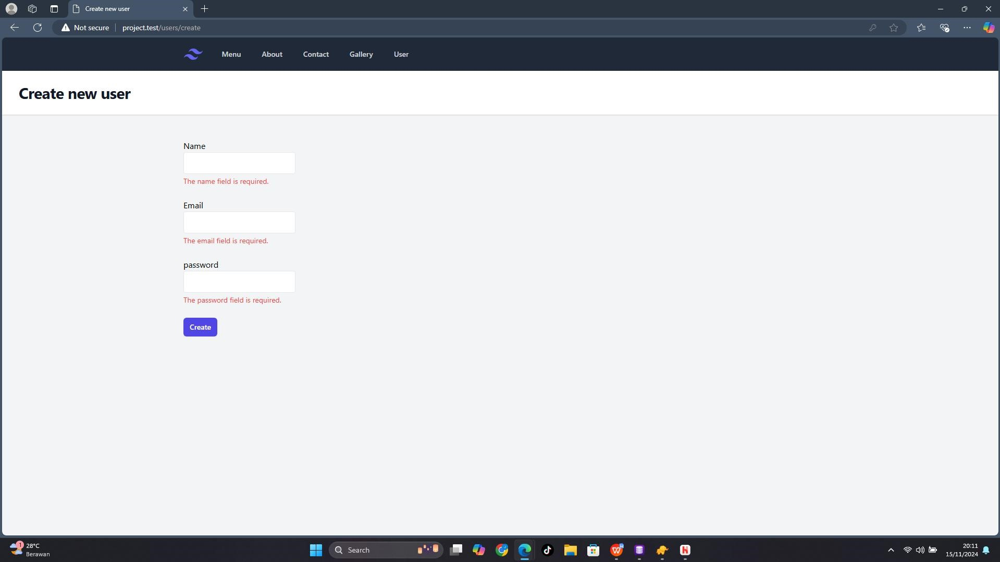 Create new user
Not secure
project.test/users/create
Menu
About
Contact
Gallery
User
Create new user
Name
The name field is required.
Email
The email field is required.
password
The password field is required.
Create
1
28°C
Berawan
Search
20:11
15/11/2024